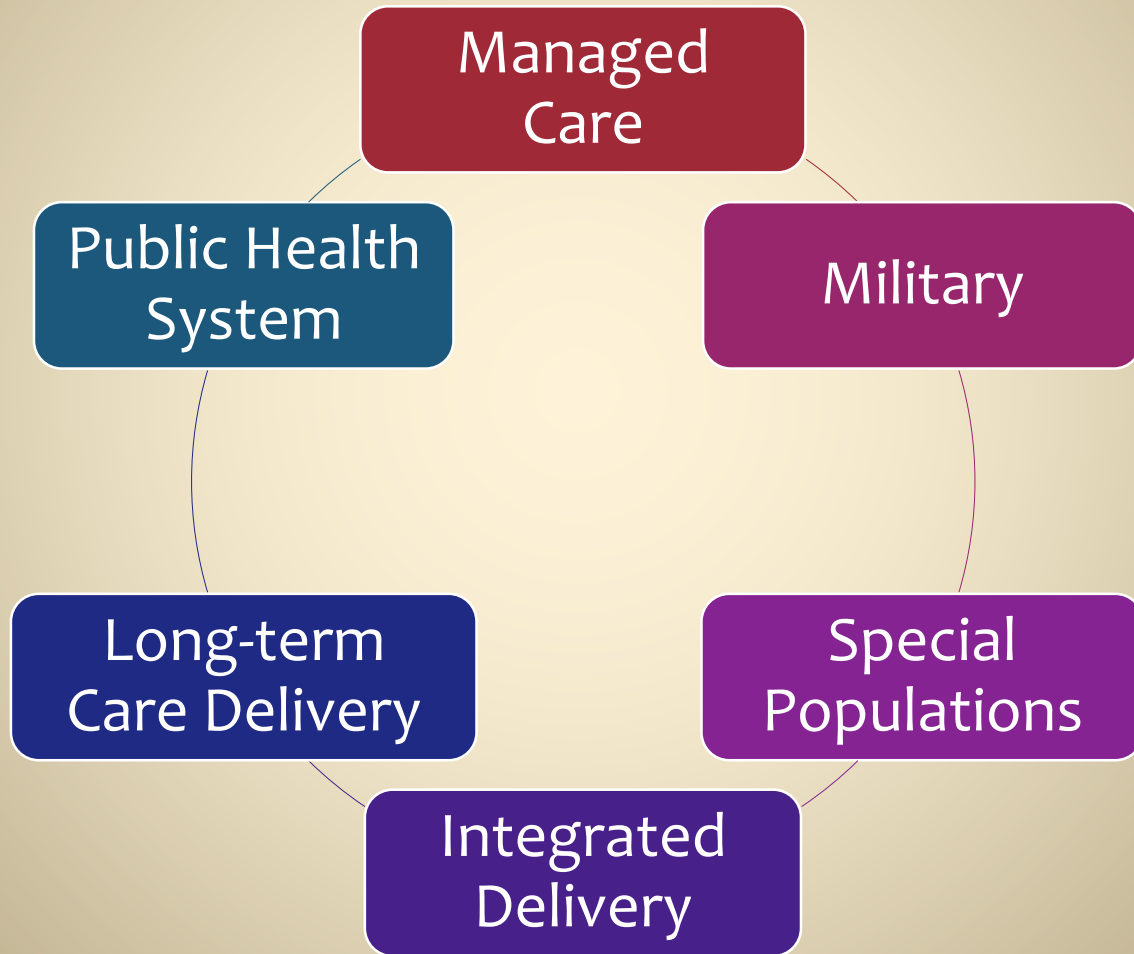 Managed
Care
Public Health
System
Military
Long-term
Care Delivery
Special
Populations
Integrated
Delivery